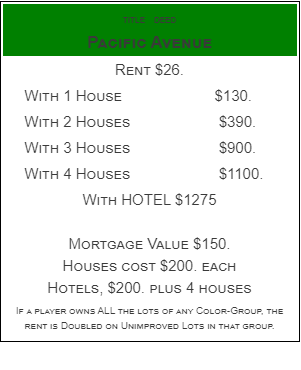 TITLE DEED
PACIFIC AVENUE
RENT $26.
WITH 1 HOUSE $130.
WITH 2 HOUSES $390.
WITH 3 HOUSES $900.
WITH 4 HOUSES $1100.
WITH HOTEL $1275
MORTGAGE VALUE $150.
HOUSES COST $200. EACH
HOTELS, $200. PLUS 4 HOUSES
IF A PLAYER OWNS ALL THE LOTS OF ANY COLOR-GROUP, THE
RENT IS DOUBLED ON UNIMPROVED LOTS IN THAT GROUP.